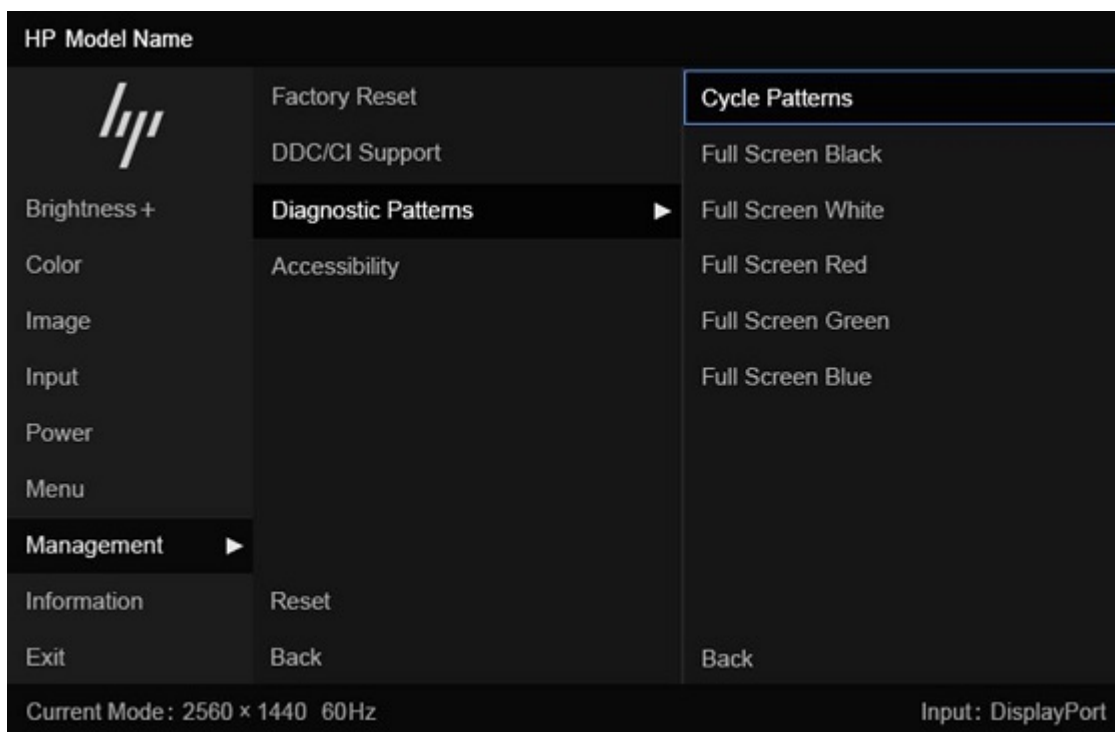 HP Model Name
hp
Brightness +
Color
Image
Input
Power
Menu
Management ▶
Information
Exit
Factory Reset
DDC/CI Support
Diagnostic Patterns ▶
Accessibility
Reset
Back
Cycle Patterns
Full Screen Black
Full Screen White
Full Screen Red
Full Screen Green
Full Screen Blue
Back
Current Mode: 2560 × 1440 60Hz
Input: DisplayPort